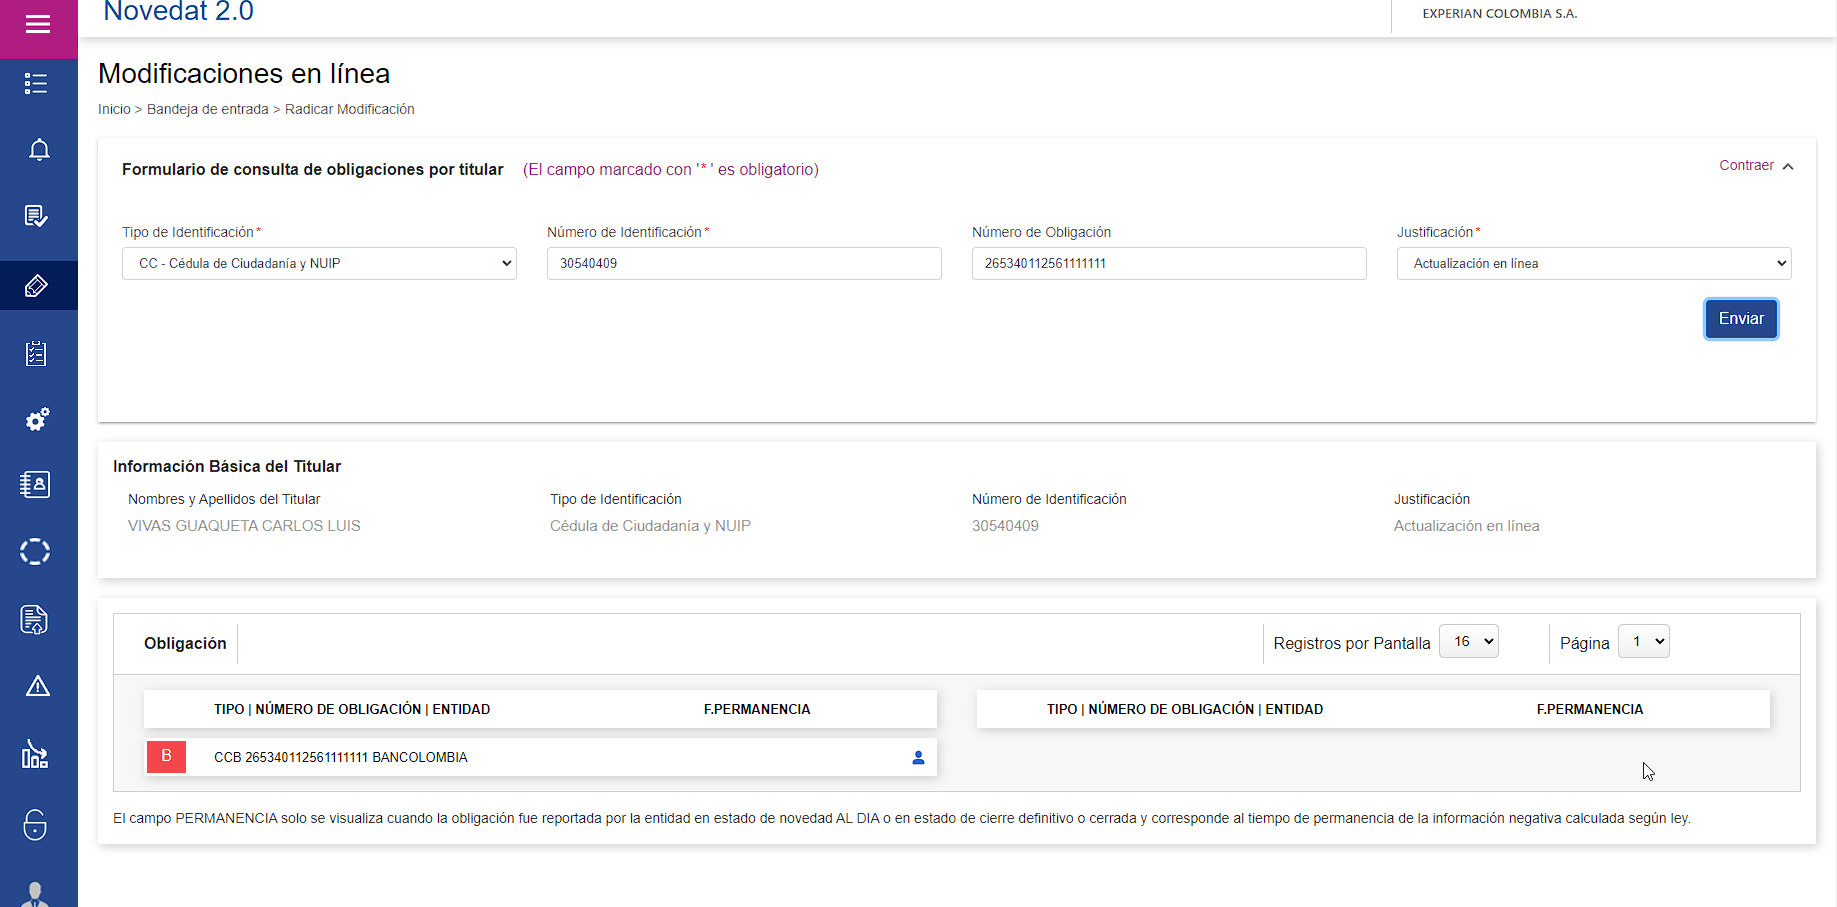 Novedat 2.0
EXPERIAN COLOMBIA S.A.
Modificaciones en línea
Inicio > Bandeja de entrada > Radicar Modificación
Formulario de consulta de obligaciones por titular (El campo marcado con '*' es obligatorio)
Contraer
Tipo de Identificación* Número de Identificación* Número de Obligación Justificación*
CC - Cédula de Ciudadanía y NUIP 30540409 265340112561111111 Actualización en línea
Enviar
Información Básica del Titular
Nombres y Apellidos del Titular Tipo de Identificación Número de Identificación Justificación
VIVAS GUAQUETA CARLOS LUIS Cédula de Ciudadanía y NUIP 30540409 Actualización en línea
Obligación Registros por Pantalla 16 Página 1
TIPO | NÚMERO DE OBLIGACIÓN | ENTIDAD F.PERMANENCIA TIPO | NÚMERO DE OBLIGACIÓN | ENTIDAD F.PERMANENCIA
B CCB 265340112561111111 BANCOLOMBIA
El campo PERMANENCIA solo se visualiza cuando la obligación fue reportada por la entidad en estado de novedad AL DIA o en estado de cierre definitivo o cerrada y corresponde al tiempo de permanencia de la información negativa calculada según ley.